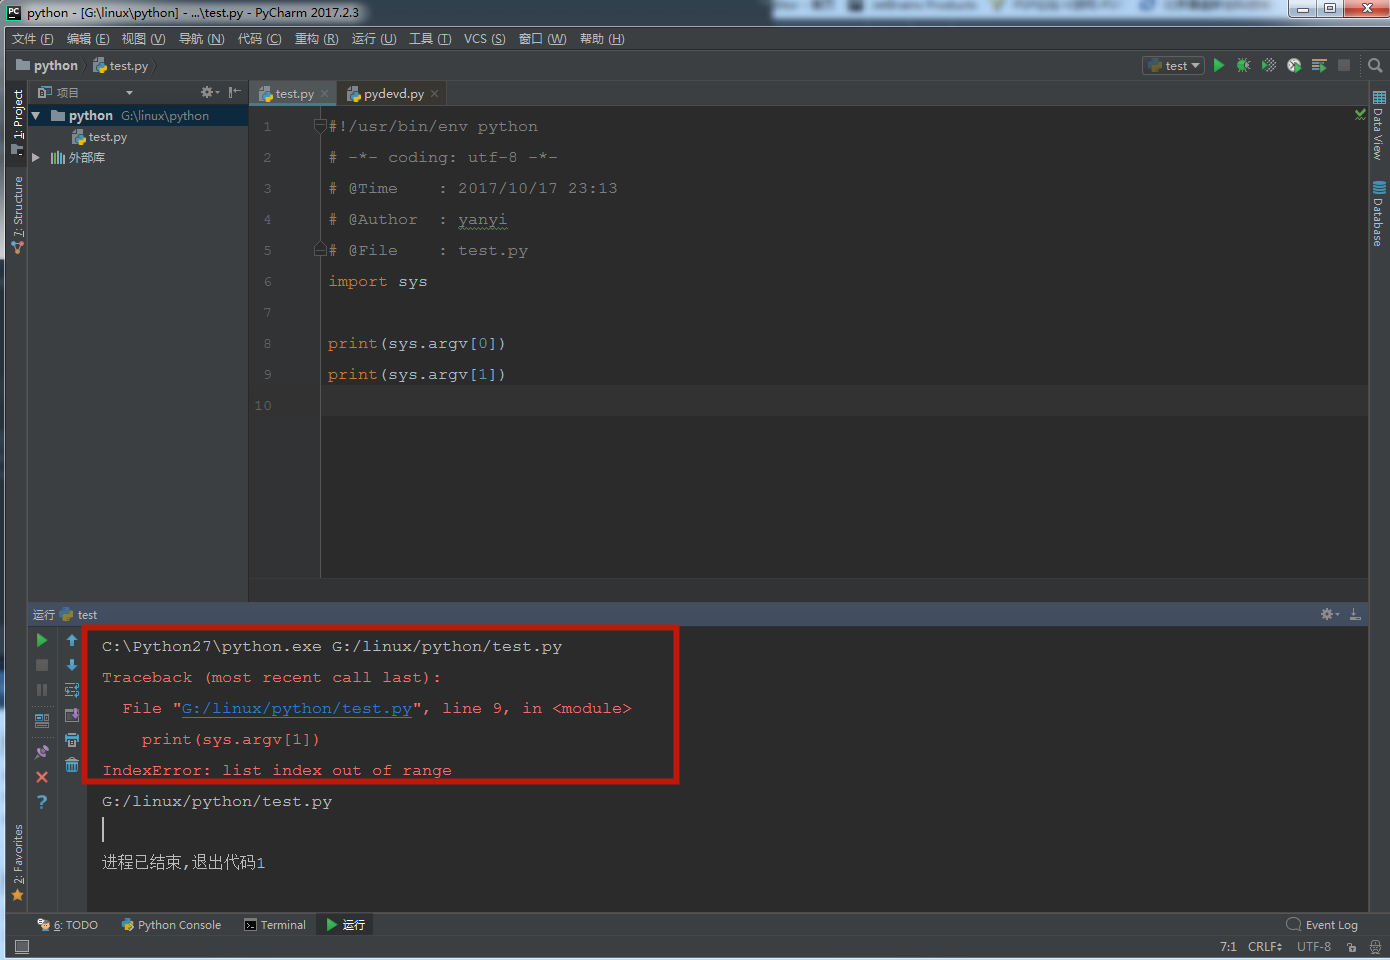 python - [G:\linux\python] - ...\test.py - PyCharm 2017.2.3
文件 (F) 编辑 (E) 视图 (V) 导航 (N) 代码 (C) 重构 (R) 运行 (U) 工具 (T) VCS (S) 窗口 (W) 帮助 (H)
python test.py
test
项目
test.py
pydevd.py
1: Project
7: Structure
2: Favorites
python G:\linux\python
test.py
外部库
1 #!/usr/bin/env python
2 # -*- coding: utf-8 -*-
3 # @Time    : 2017/10/17 23:13
4 # @Author  : yanyi
5 # @File    : test.py
6 import sys
7
8 print(sys.argv[0])
9 print(sys.argv[1])
10
Data View
Database
运行 test
C:\Python27\python.exe G:/linux/python/test.py
Traceback (most recent call last):
  File "G:/linux/python/test.py", line 9, in <module>
    print(sys.argv[1])
IndexError: list index out of range
G:/linux/python/test.py
进程已结束,退出代码1
6: TODO Python Console Terminal 运行 Event Log
7:1 CRLF UTF-8